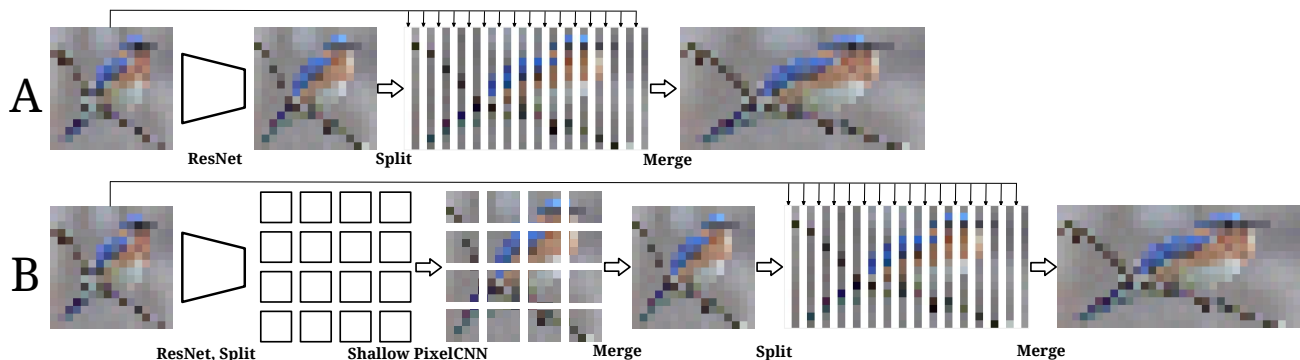 A
ResNet
Split
Merge
B
ResNet, Split
Shallow PixelCNN
Merge
Split
Merge